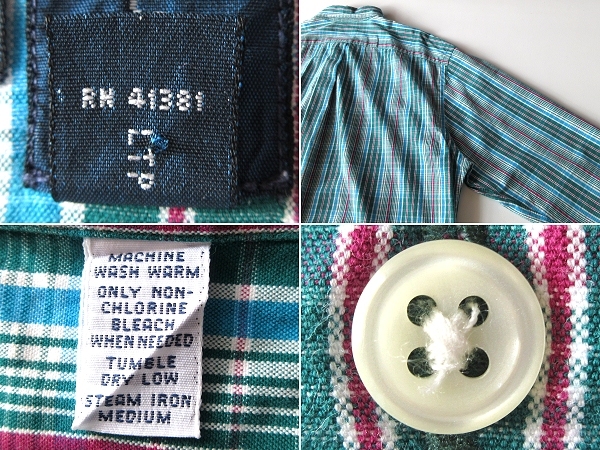 RN 41381
LTP
MACHINE
WASH WARM
ONLY NON-
CHLORINE
BLEACH
WHEN NEEDED
TUMBLE
DRY LOW
STEAM IRON
MEDIUM